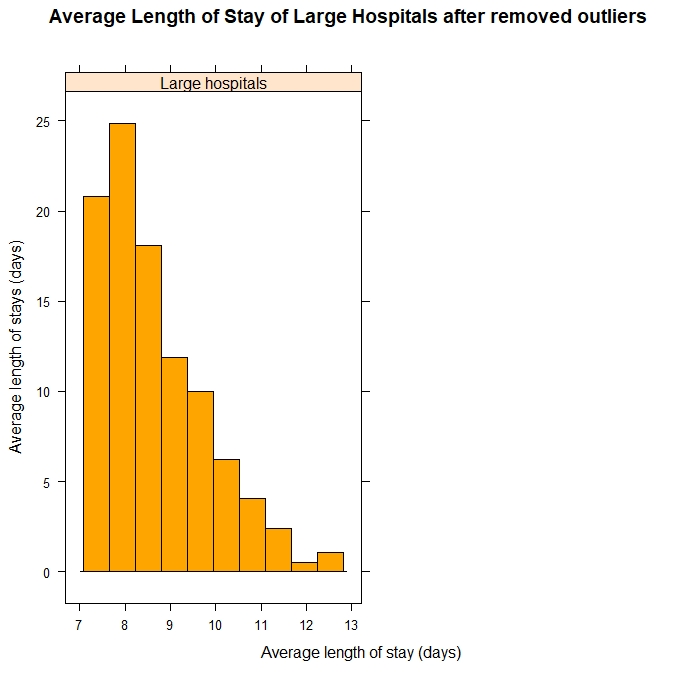 Average Length of Stay of Large Hospitals after removed outliers
Large hospitals
Average length of stays (days)
25
20
15
10
5
0
7 8 9 10 11 12 13
Average length of stay (days)